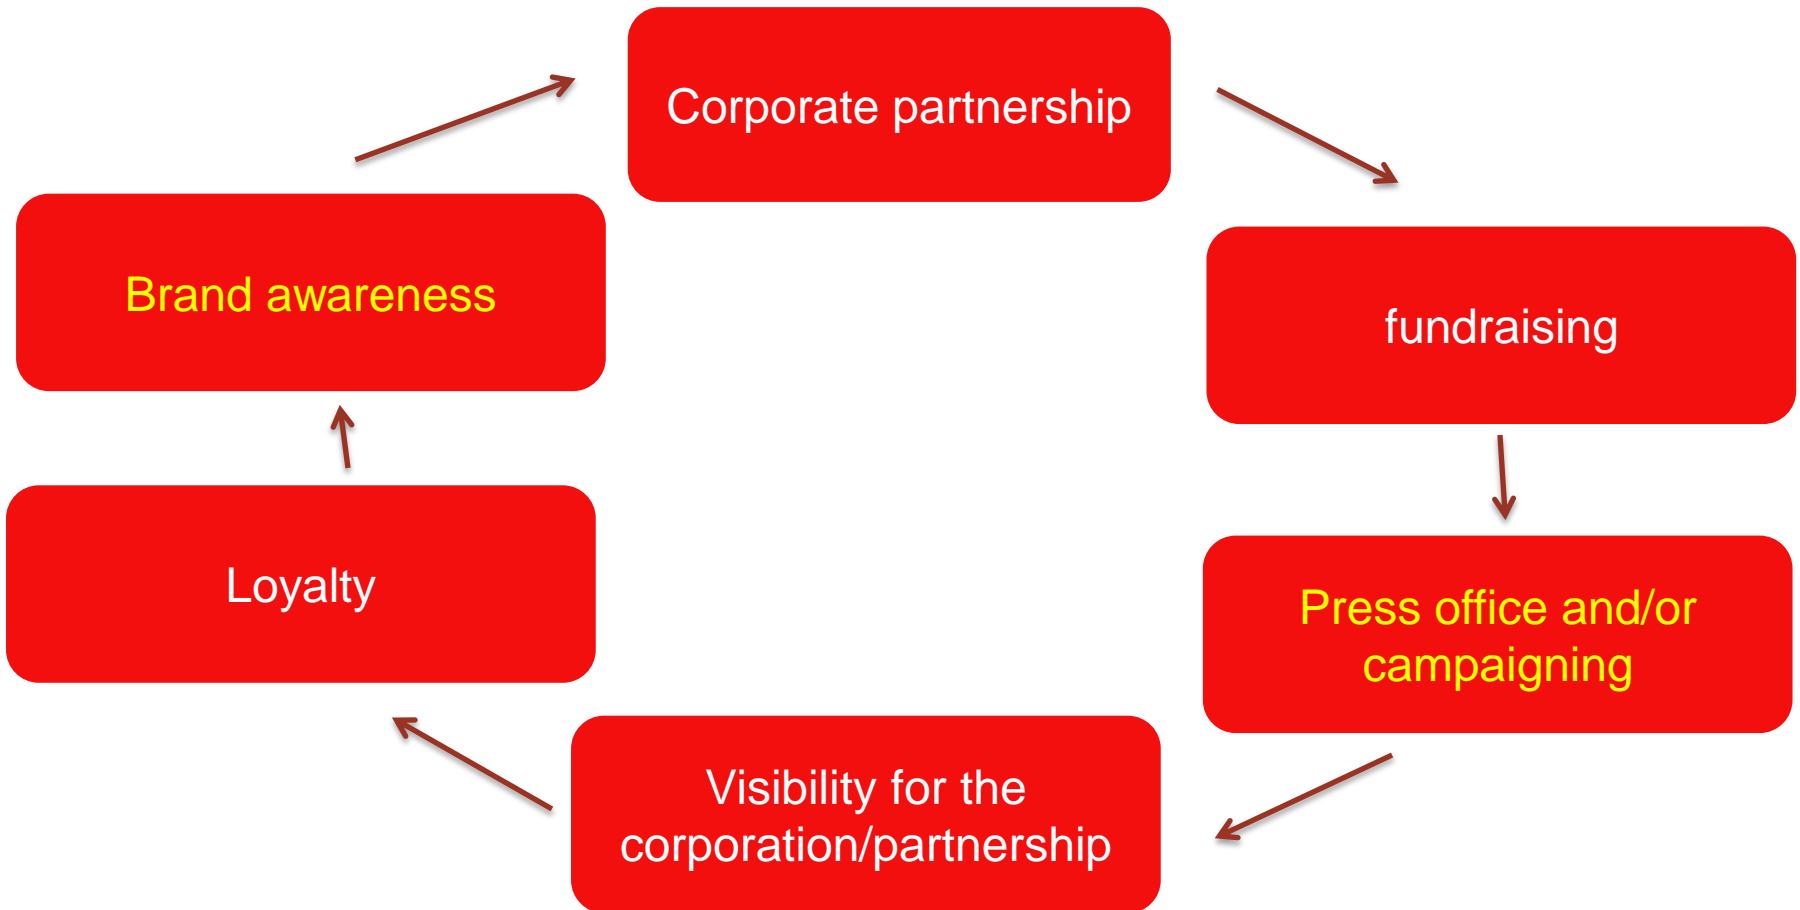 Corporate partnership
Brand awareness
fundraising
Loyalty
Press office and/or
campaigning
Visibility for the
corporation/partnership